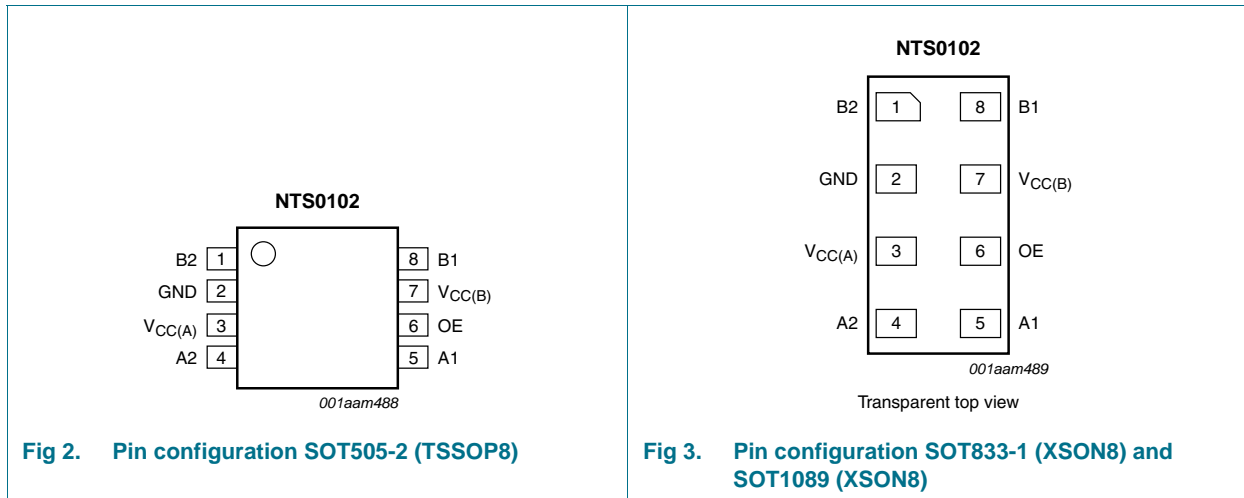 NTS0102
B2 1 8 B1
GND 2 7 VCC(B)
VCC(A) 3 6 OE
A2 4 5 A1
001aam488
Fig 2. Pin configuration SOT505-2 (TSSOP8)
NTS0102
B2 1 8 B1
GND 2 7 VCC(B)
VCC(A) 3 6 OE
A2 4 5 A1
001aam489
Transparent top view
Fig 3. Pin configuration SOT833-1 (XSON8) and
SOT1089 (XSON8)